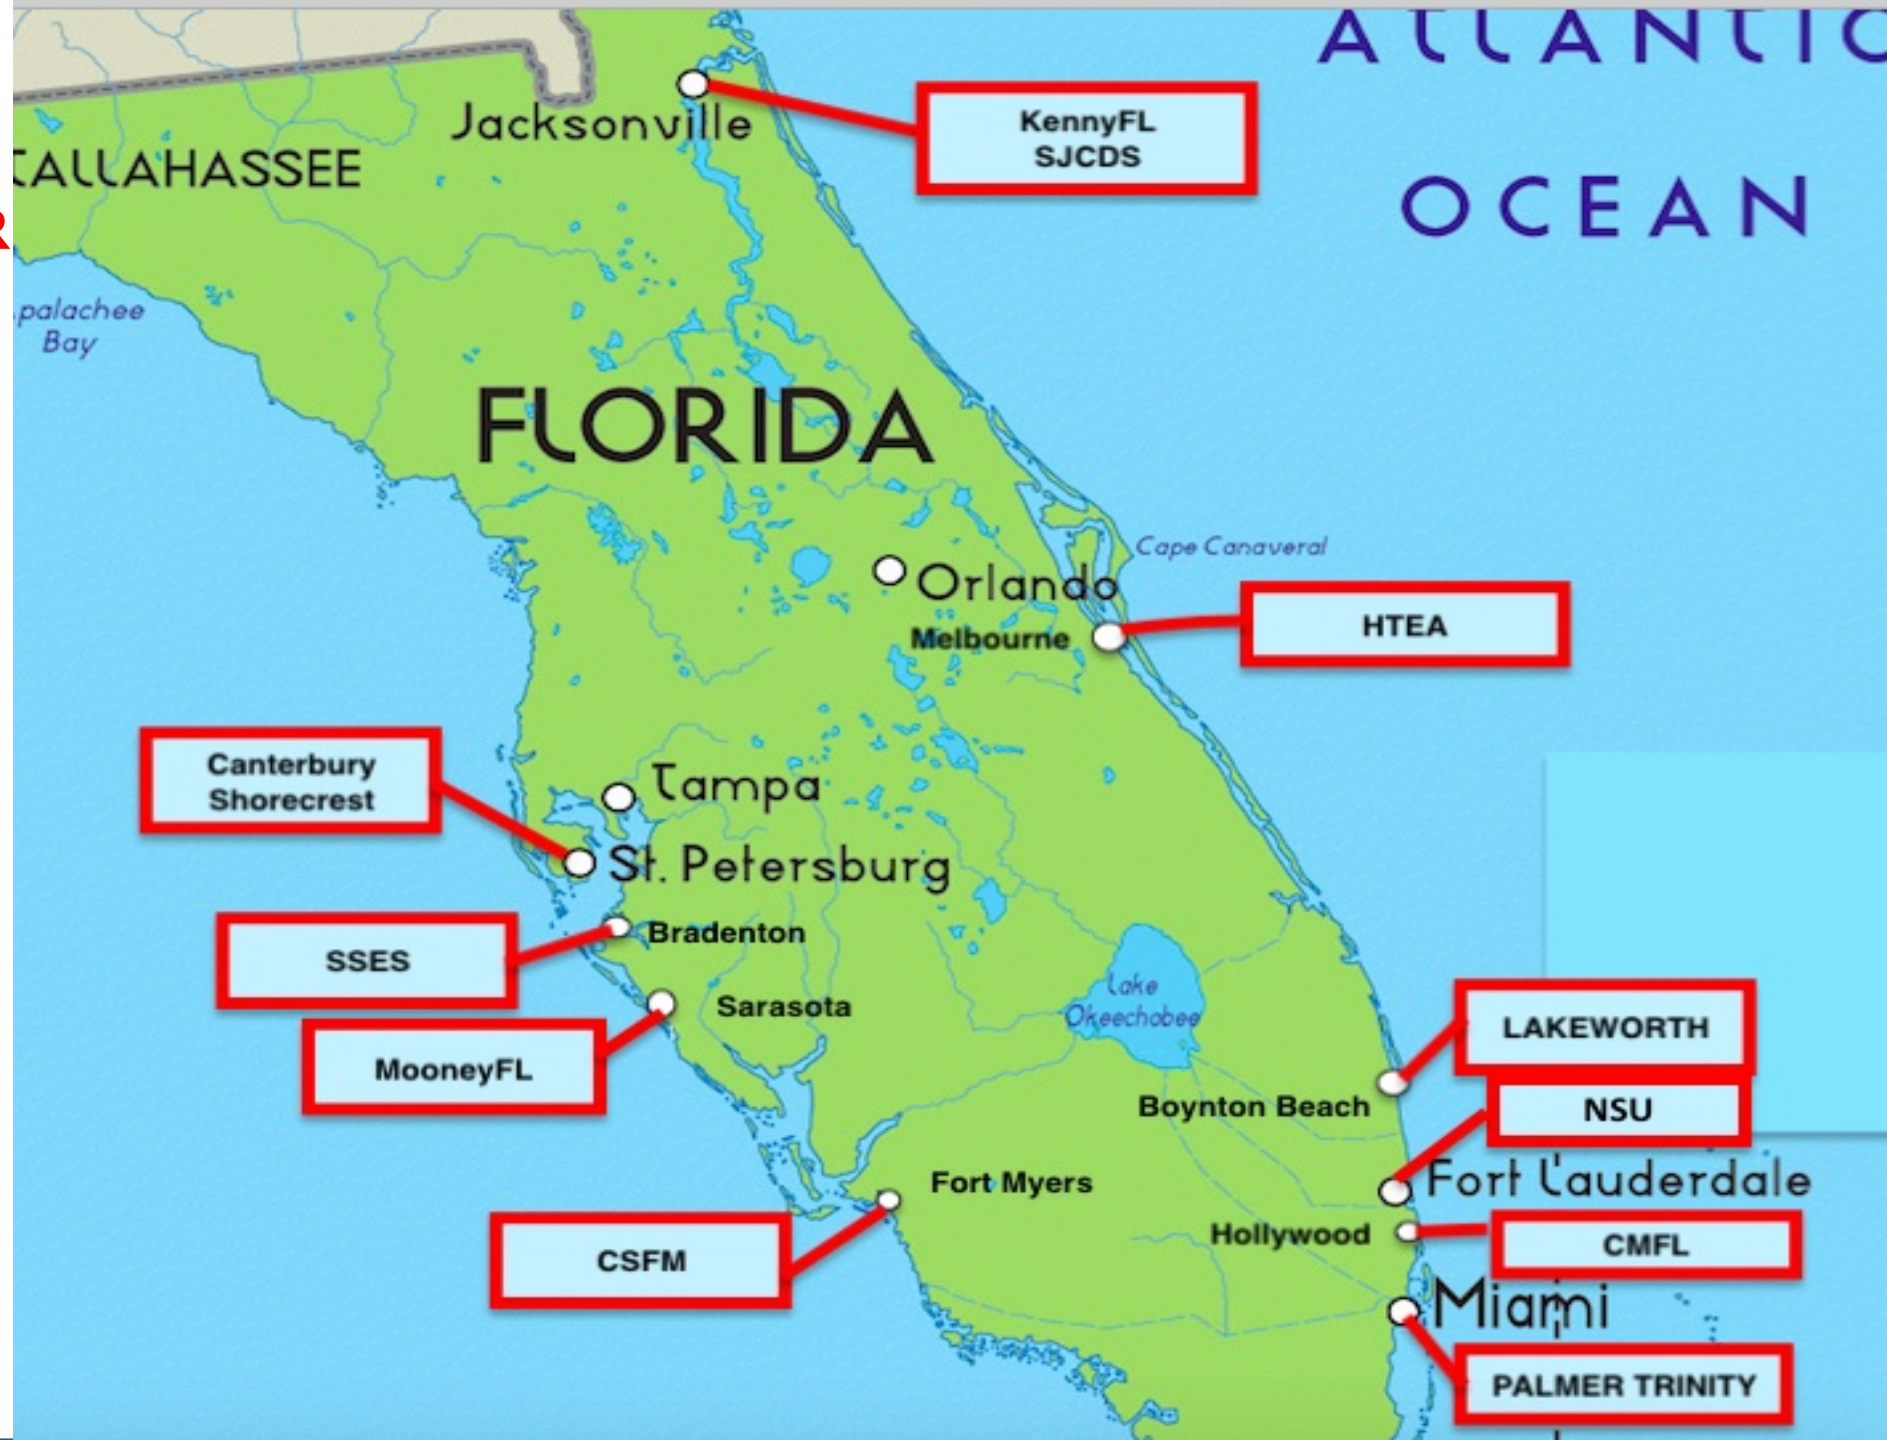 ATLANTIC
OCEAN
Jacksonville
KennyFL
SJCDS
TALLAHASSEE
R
palachee
Bay
FLORIDA
Cape Canaveral
Orlando
Melbourne
HTEA
Canterbury
Shorecrest
Tampa
St. Petersburg
SSES
Bradenton
Sarasota
MooneyFL
Lake
Okeechobee
LAKEWORTH
Boynton Beach
NSU
Fort Myers
Fort Lauderdale
CSFM
Hollywood
CMFL
Miami
PALMER TRINITY